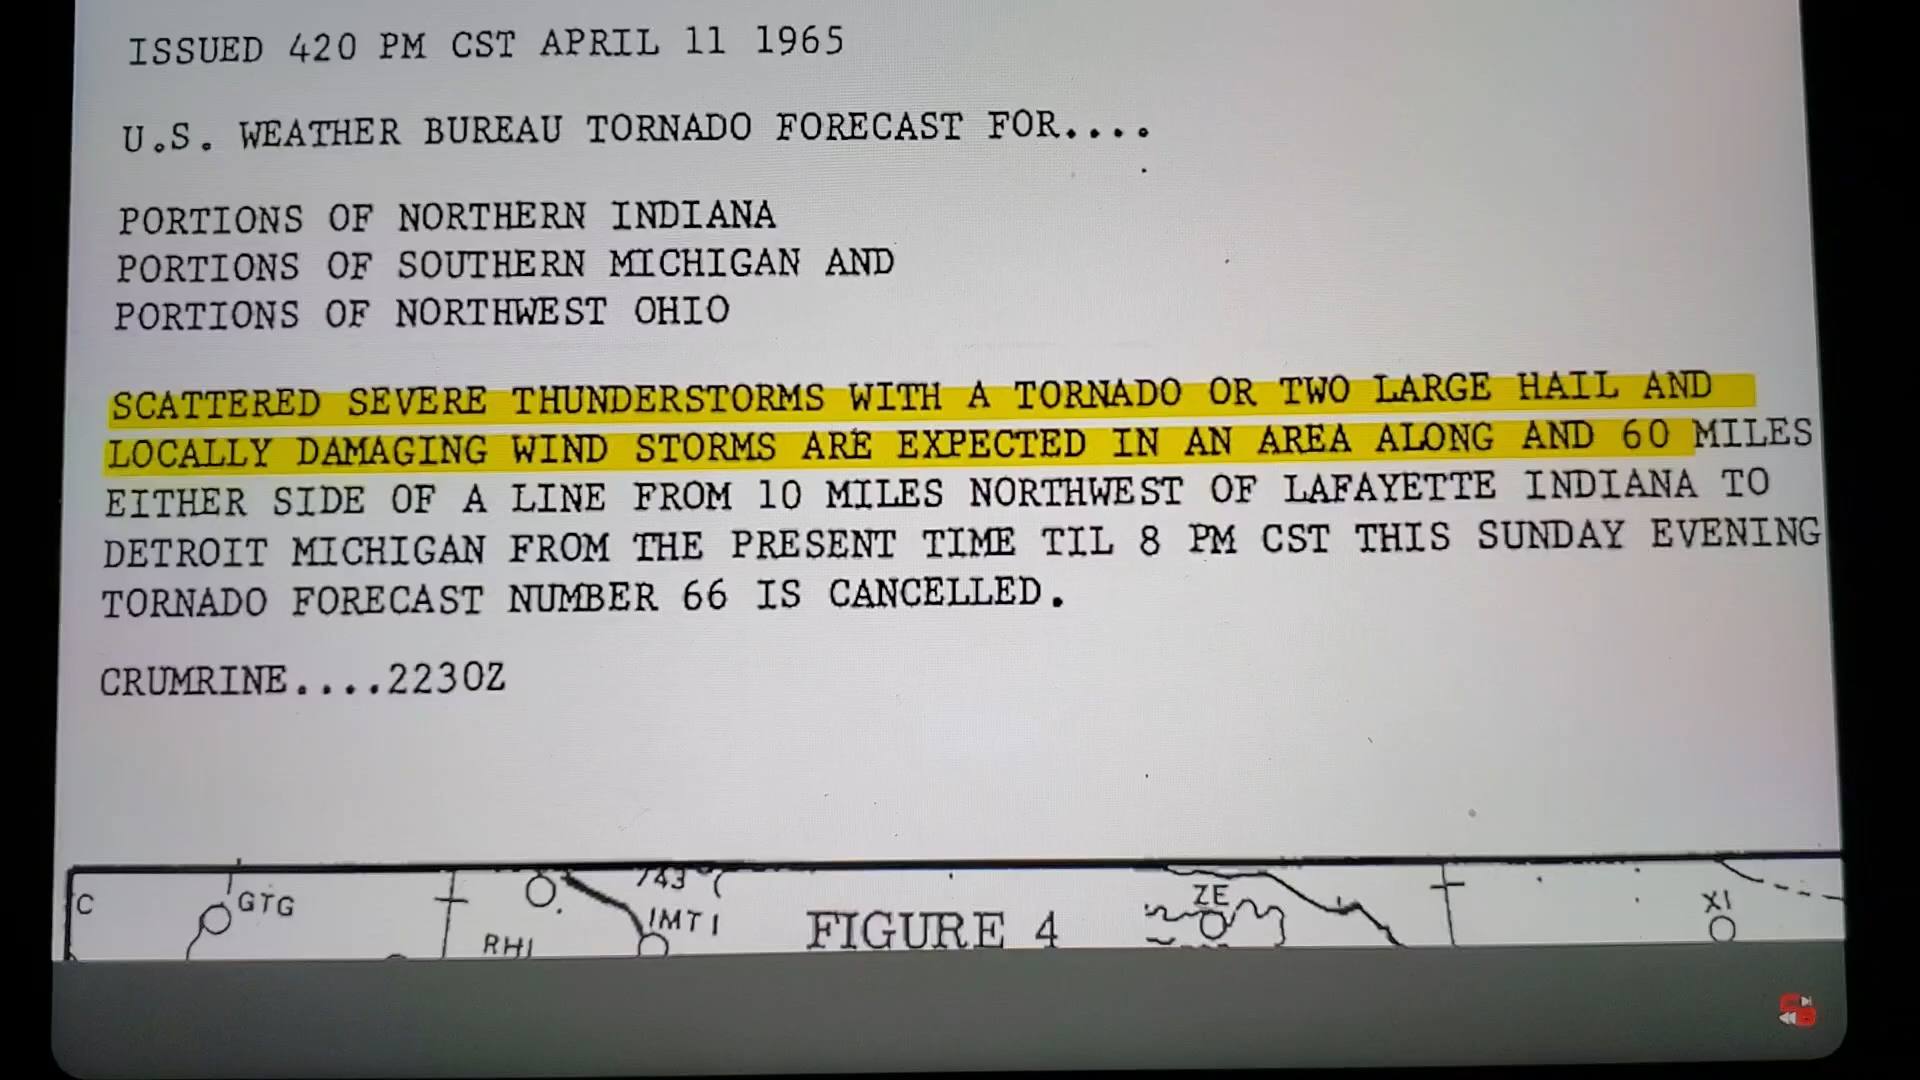 ISSUED 420 PM CST APRIL 11 1965
U.S. WEATHER BUREAU TORNADO FORECAST FOR....
PORTIONS OF NORTHERN INDIANA
PORTIONS OF SOUTHERN MICHIGAN AND
PORTIONS OF NORTHWEST OHIO
SCATTERED SEVERE THUNDERSTORMS WITH A TORNADO OR TWO LARGE HAIL AND
LOCALLY DAMAGING WIND STORMS ARE EXPECTED IN AN AREA ALONG AND 60 MILES
EITHER SIDE OF A LINE FROM 10 MILES NORTHWEST OF LAFAYETTE INDIANA TO
DETROIT MICHIGAN FROM THE PRESENT TIME TIL 8 PM CST THIS SUNDAY EVENING
TORNADO FORECAST NUMBER 66 IS CANCELLED.
CRUMRINE....2230Z
C
GTG
RHI
743
IMT
FIGURE 4
ZE
XI